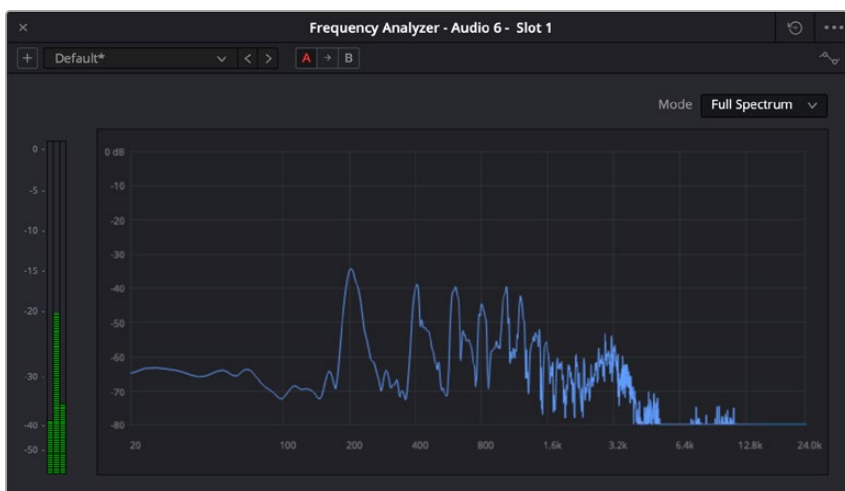 Frequency Analyzer - Audio 6 - Slot 1
Default*
A
B
Mode Full Spectrum
0 -
-5 -
-10 -
-15 -
-20 -
-30 -
-40 -
-50 -
0 dB
-10
-20
-30
-40
-50
-60
-70
-80
20 100 200 400 800 1.6k 3.2k 6.4k 12.8k 24.0k